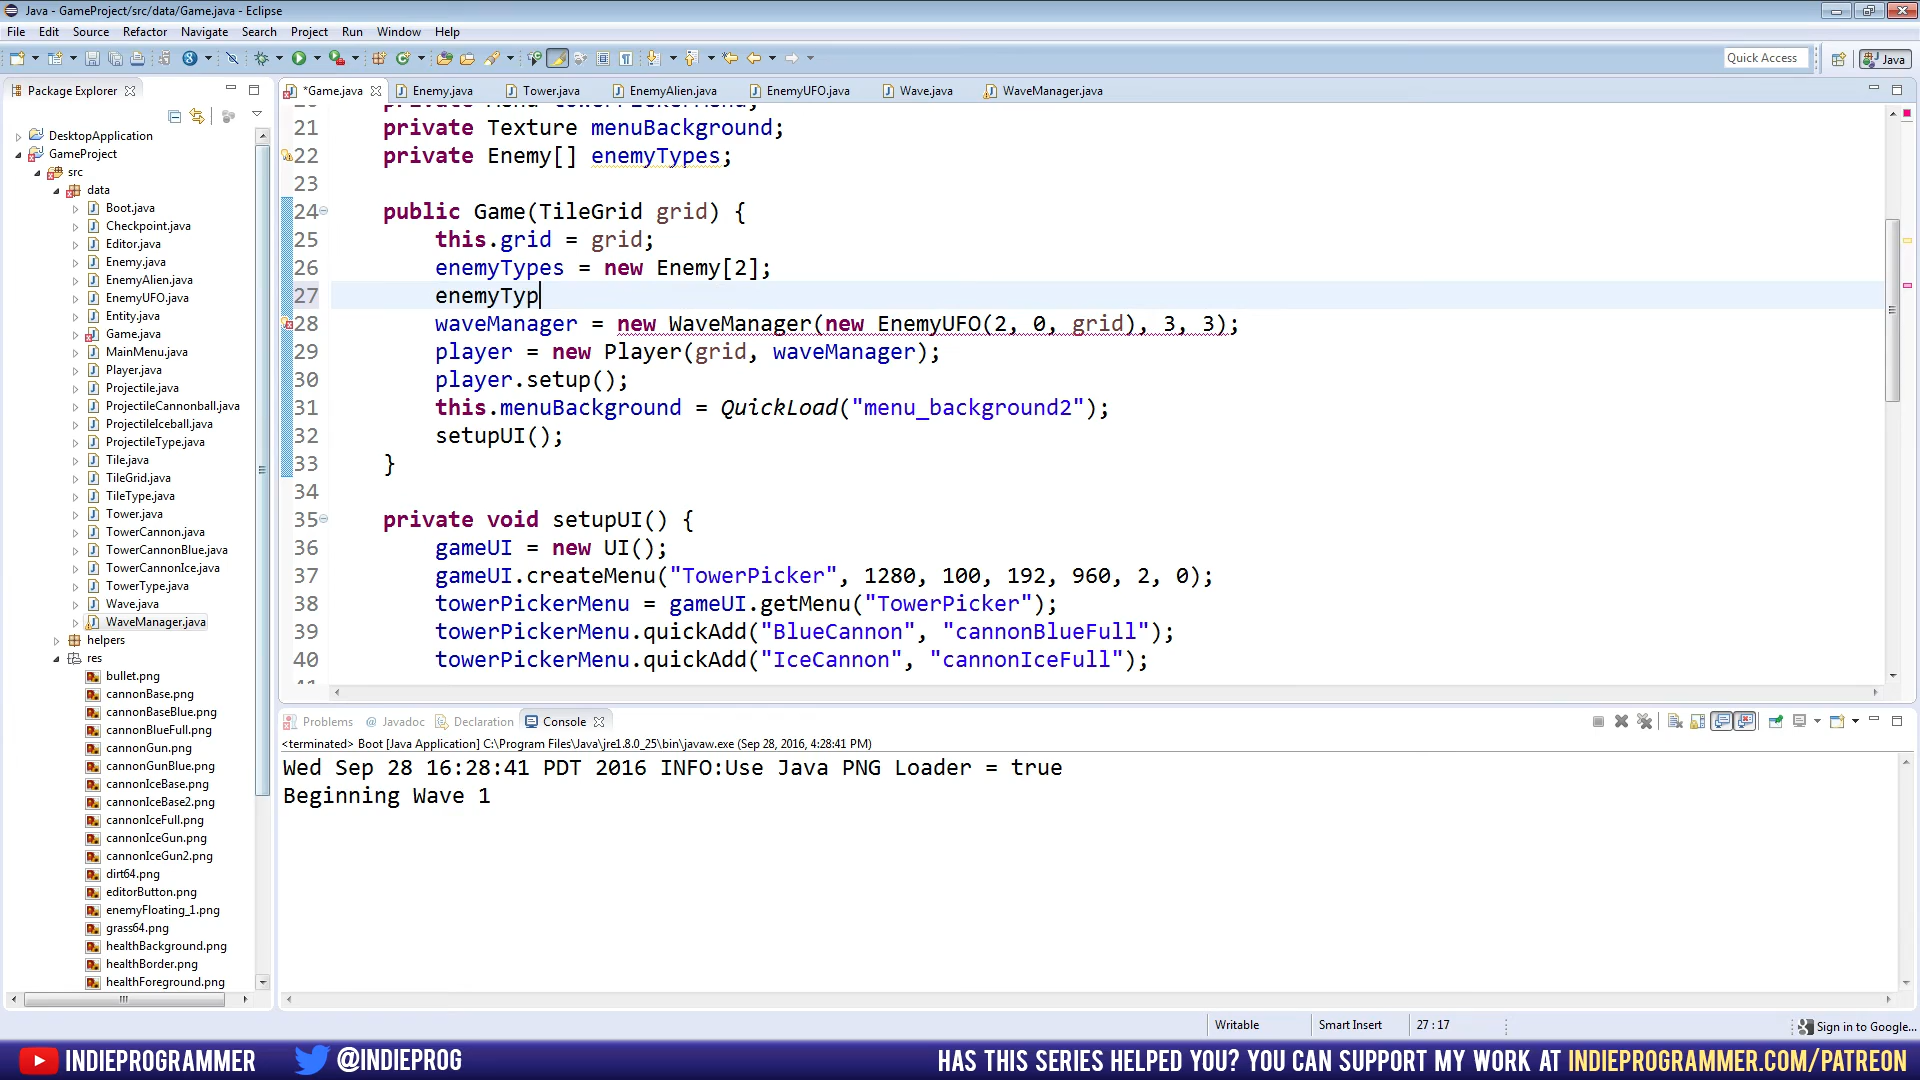 Java - GameProject/src/data/Game.java - Eclipse
File Edit Source Refactor Navigate Search Project Run Window Help
Quick Access
Java
Package Explorer
*Game.java
Enemy.java
Tower.java
EnemyAlien.java
EnemyUFO.java
Wave.java
WaveManager.java
DesktopApplication
GameProject
src
data
Boot.java
Checkpoint.java
Editor.java
Enemy.java
EnemyAlien.java
EnemyUFO.java
Entity.java
Game.java
MainMenu.java
Player.java
Projectile.java
ProjectileCannonball.java
ProjectileIceball.java
ProjectileType.java
Tile.java
TileGrid.java
TileType.java
Tower.java
TowerCannon.java
TowerCannonBlue.java
TowerCannonIce.java
TowerType.java
Wave.java
WaveManager.java
helpers
res
bullet.png
cannonBase.png
cannonBaseBlue.png
cannonBlueFull.png
cannonGun.png
cannonGunBlue.png
cannonIceBase.png
cannonIceBase2.png
cannonIceFull.png
cannonIceGun.png
cannonIceGun2.png
dirt64.png
editorButton.png
enemyFloating_1.png
grass64.png
healthBackground.png
healthBorder.png
healthForeground.png
21 private Texture menuBackground;
22 private Enemy[] enemyTypes;
23
24 public Game(TileGrid grid) {
25 this.grid = grid;
26 enemyTypes = new Enemy[2];
27 enemyTyp
28 waveManager = new WaveManager(new EnemyUFO(2, 0, grid), 3, 3);
29 player = new Player(grid, waveManager);
30 player.setup();
31 this.menuBackground = QuickLoad("menu_background2");
32 setupUI();
33 }
34
35 private void setupUI() {
36 gameUI = new UI();
37 gameUI.createMenu("TowerPicker", 1280, 100, 192, 960, 2, 0);
38 towerPickerMenu = gameUI.getMenu("TowerPicker");
39 towerPickerMenu.quickAdd("BlueCannon", "cannonBlueFull");
40 towerPickerMenu.quickAdd("IceCannon", "cannonIceFull");
Problems @ Javadoc Declaration Console
<terminated> Boot [Java Application] C:\Program Files\Java\jre1.8.0_25\bin\javaw.exe (Sep 28, 2016, 4:28:41 PM)
Wed Sep 28 16:28:41 PDT 2016 INFO:Use Java PNG Loader = true
Beginning Wave 1
Writable Smart Insert 27 : 17 Sign in to Google...
INDIEPROGRAMMER @INDIEPROG HAS THIS SERIES HELPED YOU? YOU CAN SUPPORT MY WORK AT INDIEPROGRAMMER.COM/PATREON